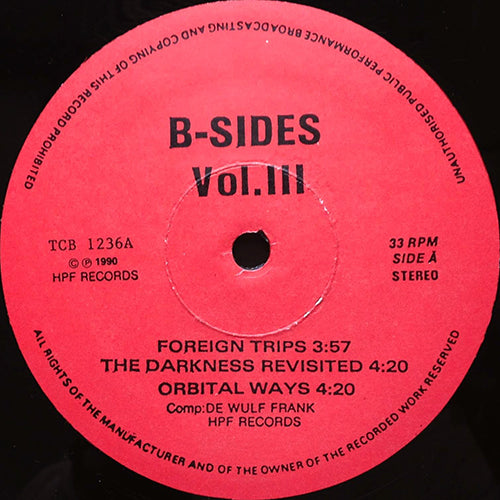 UNAUTHORISED PUBLIC PERFORMANCE BROADCASTING AND COPYING OF THIS RECORD PROHIBITED
B-SIDES
Vol.III
TCB 1236A
© ℗ 1990
HPF RECORDS
33 RPM
SIDE A
STEREO
FOREIGN TRIPS 3:57
THE DARKNESS REVISITED 4:20
ORBITAL WAYS 4:20
Comp:DE WULF FRANK
HPF RECORDS
ALL RIGHTS OF THE MANUFACTURER AND OF THE OWNER OF THE RECORDED WORK RESERVED